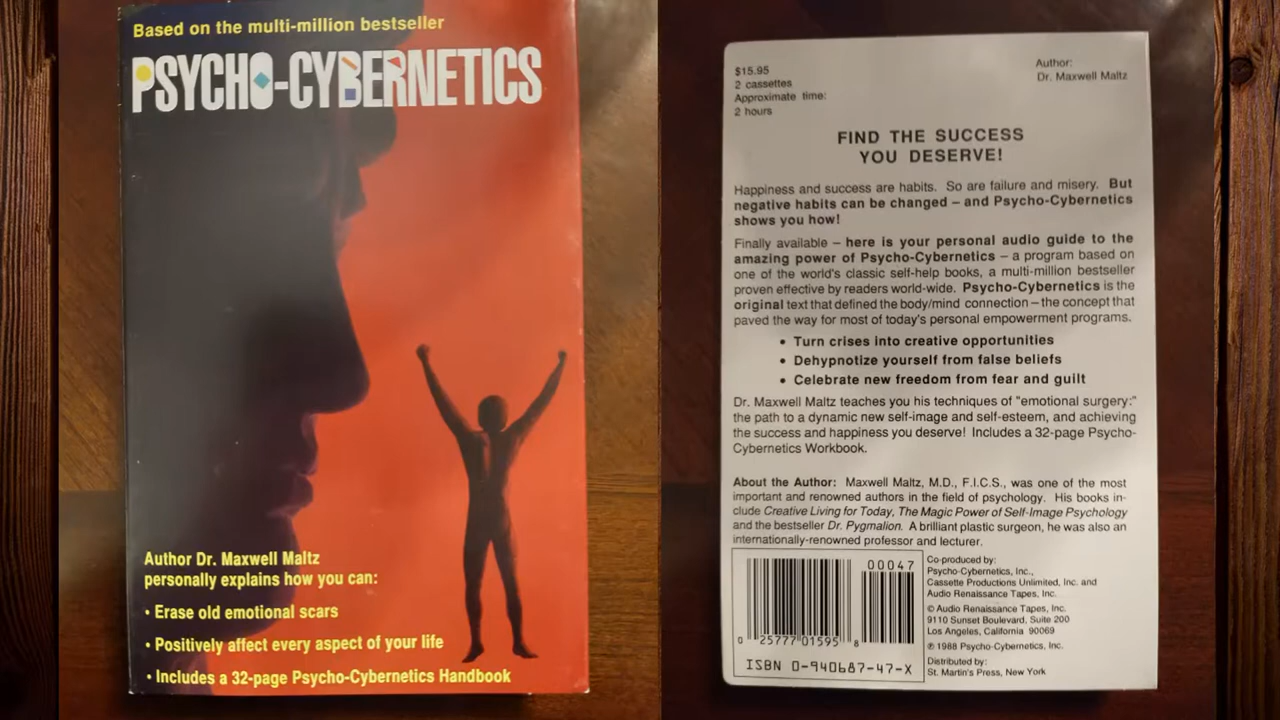 Based on the multi-million bestseller
PSYCHO-CYBERNETICS
Author Dr. Maxwell Maltz
personally explains how you can:
• Erase old emotional scars
• Positively affect every aspect of your life
• Includes a 32-page Psycho-Cybernetics Handbook
$15.95
2 cassettes
Approximate time:
2 hours
Author:
Dr. Maxwell Maltz
FIND THE SUCCESS
YOU DESERVE!
Happiness and success are habits. So are failure and misery. But
negative habits can be changed – and Psycho-Cybernetics
shows you how!
Finally available – here is your personal audio guide to the
amazing power of Psycho-Cybernetics – a program based on
one of the world's classic self-help books, a multi-million bestseller
proven effective by readers world-wide. Psycho-Cybernetics is the
original text that defined the body/mind connection – the concept that
paved the way for most of today's personal empowerment programs.
• Turn crises into creative opportunities
• Dehypnotize yourself from false beliefs
• Celebrate new freedom from fear and guilt
Dr. Maxwell Maltz teaches you his techniques of "emotional surgery:"
the path to a dynamic new self-image and self-esteem, and achieving
the success and happiness you deserve! Includes a 32-page Psycho-
Cybernetics Workbook.
About the Author: Maxwell Maltz, M.D., F.I.C.S., was one of the most
important and renowned authors in the field of psychology. His books in-
clude Creative Living for Today, The Magic Power of Self-Image Psychology
and the bestseller Dr. Pygmalion. A brilliant plastic surgeon, he was also an
internationally-renowned professor and lecturer.
00047
0 25777 01595 8
ISBN 0-940687-47-X
Co-produced by:
Psycho-Cybernetics, Inc.,
Cassette Productions Unlimited, Inc. and
Audio Renaissance Tapes, Inc.
© Audio Renaissance Tapes, Inc.
9110 Sunset Boulevard, Suite 200
Los Angeles, California 90069
℗ 1988 Psycho-Cybernetics, Inc.
Distributed by:
St. Martin's Press, New York